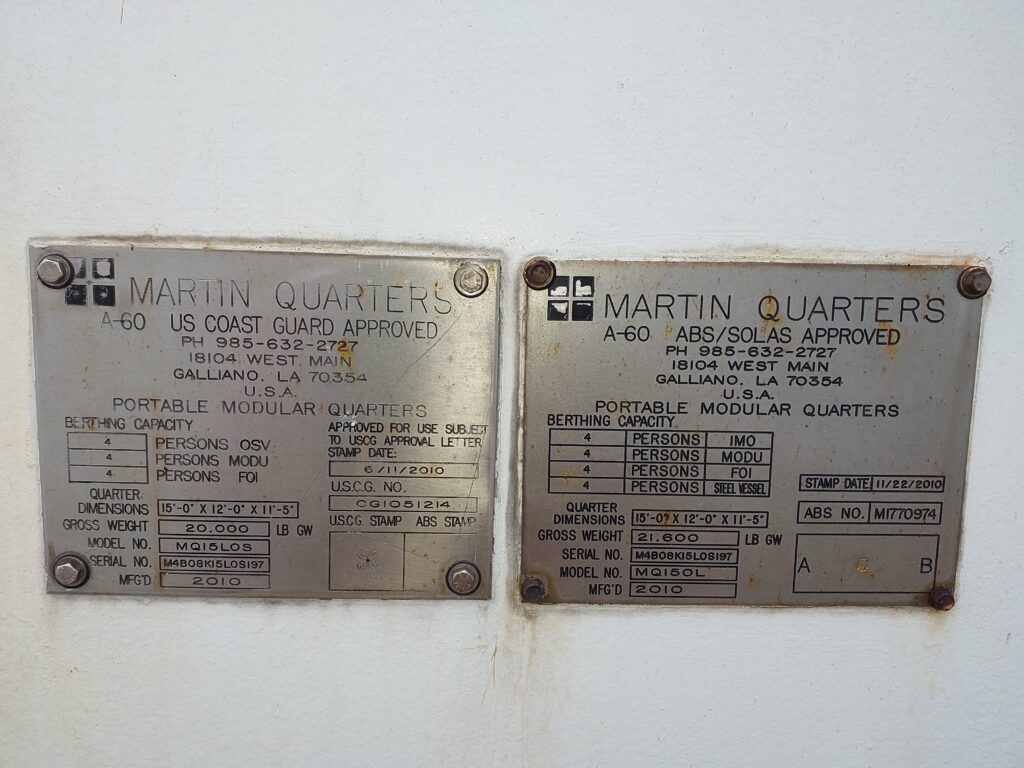 MARTIN QUARTERS
A-60 US COAST GUARD APPROVED
PH 985-632-2727
18104 WEST MAIN
GALLIANO, LA 70354
U.S.A.
PORTABLE MODULAR QUARTERS
BERTHING CAPACITY
4 PERSONS OSV
4 PERSONS MODU
4 PERSONS FOI
APPROVED FOR USE SUBJECT
TO USCG APPROVAL LETTER
STAMP DATE:
6/11/2010
U.S.C.G. NO.
CG1051214
U.S.C.G. STAMP ABS STAMP
QUARTER
DIMENSIONS 15'-0" X 12'-0" X 11'-5"
GROSS WEIGHT 20,000 LB GW
MODEL NO. MQ15LOS
SERIAL NO. M4B08K15LOS197
MFG'D 2010
MARTIN QUARTERS
A-60 ABS/SOLAS APPROVED
PH 985-632-2727
18104 WEST MAIN
GALLIANO, LA 70354
U.S.A.
PORTABLE MODULAR QUARTERS
BERTHING CAPACITY
4 PERSONS IMO
4 PERSONS MODU
4 PERSONS FOI
4 PERSONS STEEL VESSEL
STAMP DATE 11/22/2010
ABS NO. M1770974
QUARTER
DIMENSIONS 15'-0" X 12'-0" X 11'-5"
GROSS WEIGHT 21,600 LB GW
SERIAL NO. M4B08K15LOS197
MODEL NO. MQ150L
MFG'D 2010
A B